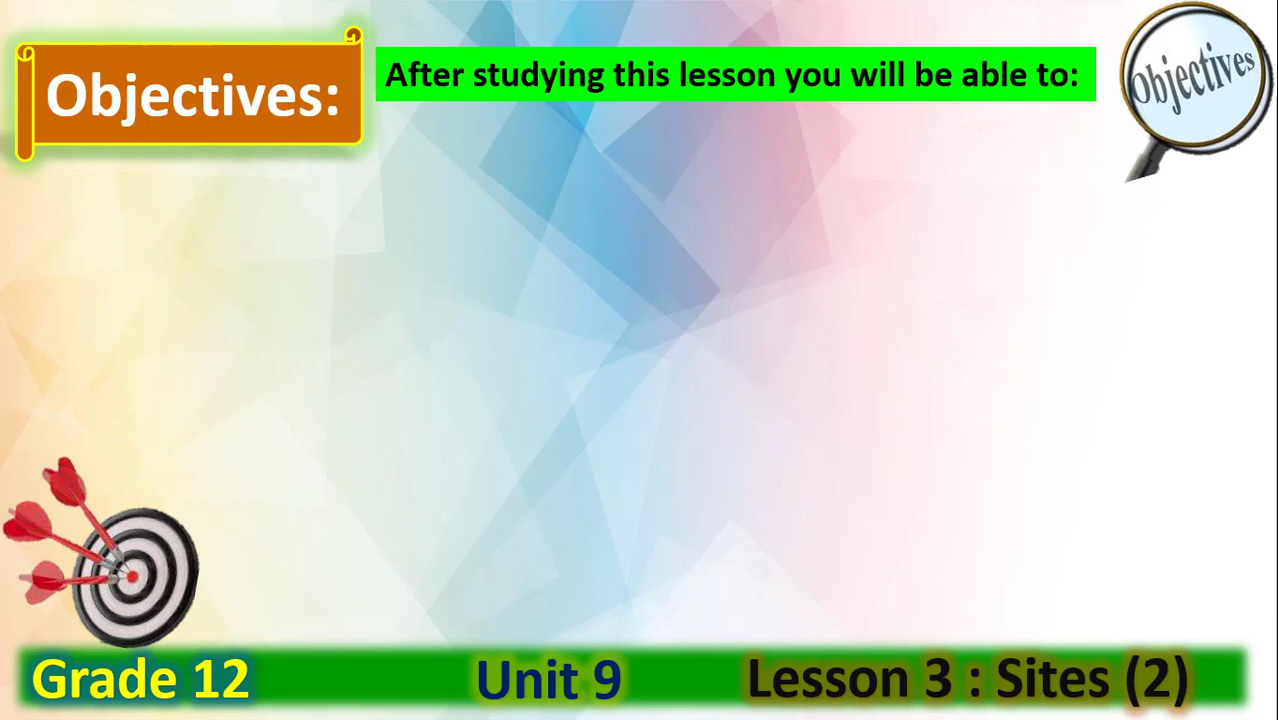 Objectives:
After studying this lesson you will be able to:
Objectives
Grade 12
Unit 9
Lesson 3 : Sites (2)